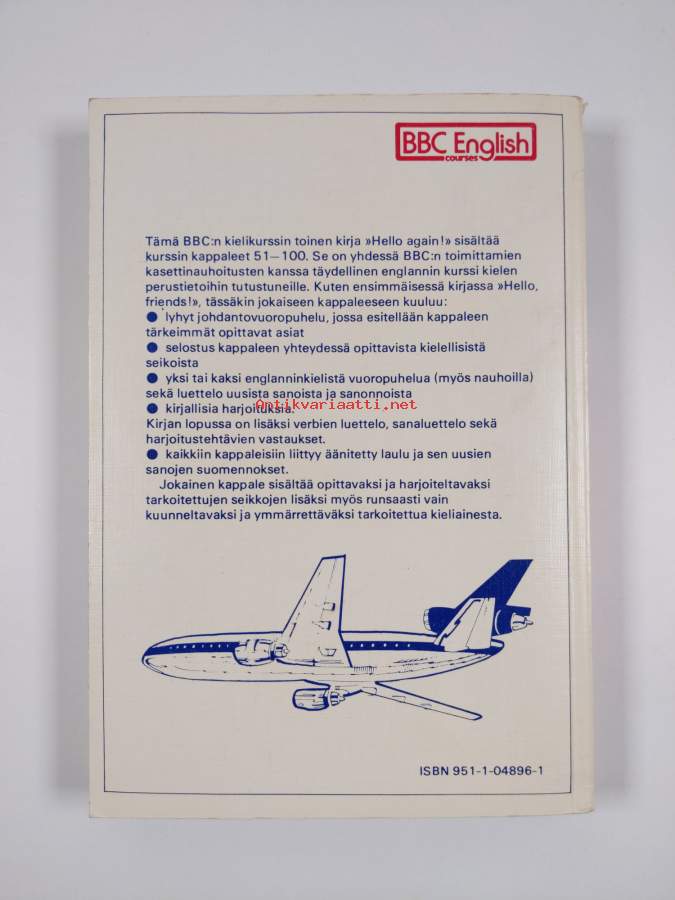 BBC English
courses
Tämä BBC:n kielikurssin toinen kirja »Hello again!» sisältää
kurssin kappaleet 51—100. Se on yhdessä BBC:n toimittamien
kasettinauhoitusten kanssa täydellinen englannin kurssi kielen
perustietoihin tutustuneille. Kuten ensimmäisessä kirjassa »Hello,
friends!», tässäkin jokaiseen kappaleeseen kuuluu:
● lyhyt johdantovuoropuhelu, jossa esitellään kappaleen
tärkeimmät opittavat asiat
● selostus kappaleen yhteydessä opittavista kielellisistä
seikoista
● yksi tai kaksi englanninkielistä vuoropuhelua (myös nauhoilla)
sekä luettelo uusista sanoista ja sanonnoista
● kirjallisia harjoituksia.
Antikvariaatti.net
Kirjan lopussa on lisäksi verbien luettelo, sanaluettelo sekä
harjoitustehtävien vastaukset.
● kaikkiin kappaleisiin liittyy äänitetty laulu ja sen uusien
sanojen suomennokset.
Jokainen kappale sisältää opittavaksi ja harjoiteltavaksi
tarkoitettujen seikkojen lisäksi myös runsaasti vain
kuunneltavaksi ja ymmärrettäväksi tarkoitettua kieliainesta.
ISBN 951-1-04896-1